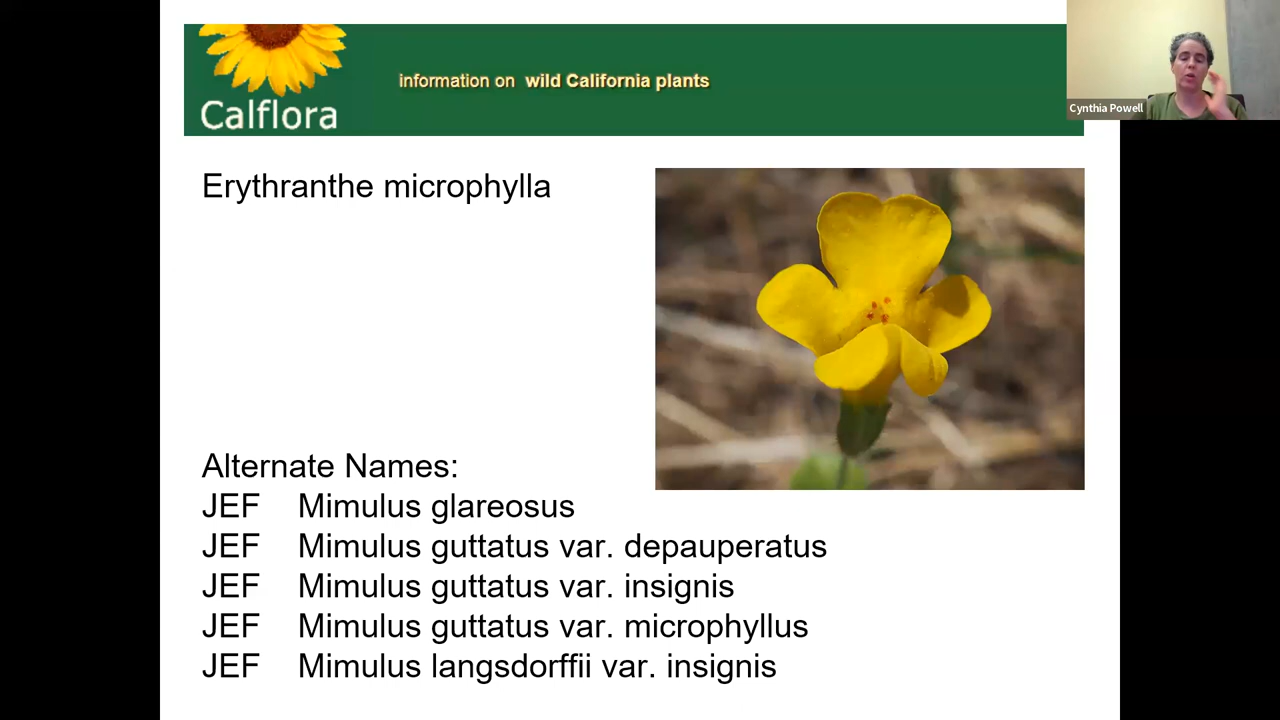 information on wild California plants
Calflora
Cynthia Powell
Erythranthe microphylla
Alternate Names:
JEF Mimulus glareosus
JEF Mimulus guttatus var. depauperatus
JEF Mimulus guttatus var. insignis
JEF Mimulus guttatus var. microphyllus
JEF Mimulus langsdorffii var. insignis